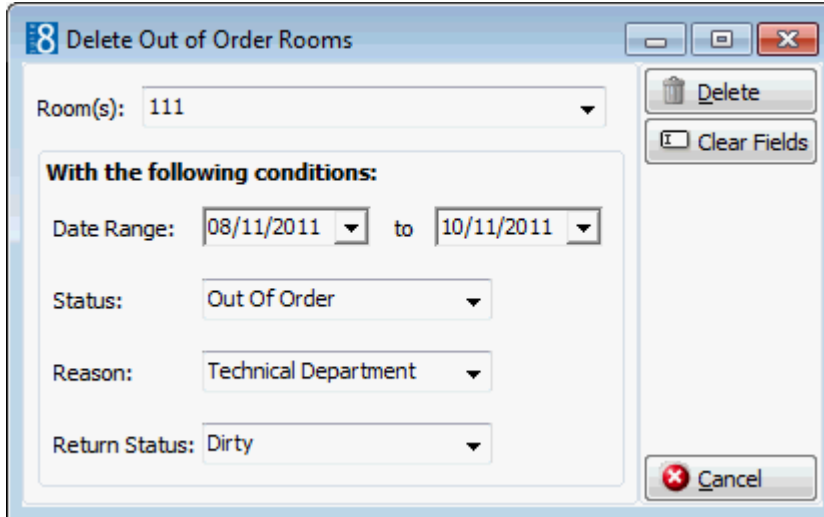 8 Delete Out of Order Rooms
Room(s): 111
Delete
Clear Fields
With the following conditions:
Date Range: 08/11/2011 to 10/11/2011
Status: Out Of Order
Reason: Technical Department
Return Status: Dirty
Cancel